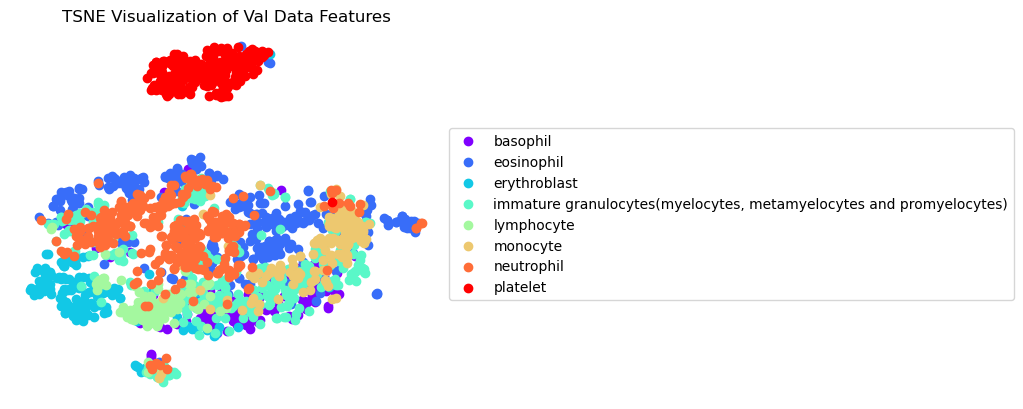 TSNE Visualization of Val Data Features
basophil
eosinophil
erythroblast
immature granulocytes(myelocytes, metamyelocytes and promyelocytes)
lymphocyte
monocyte
neutrophil
platelet